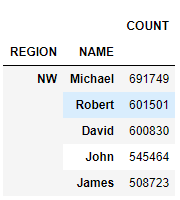 COUNT
REGION NAME
NW Michael 691749
Robert 601501
David 600830
John 545464
James 508723